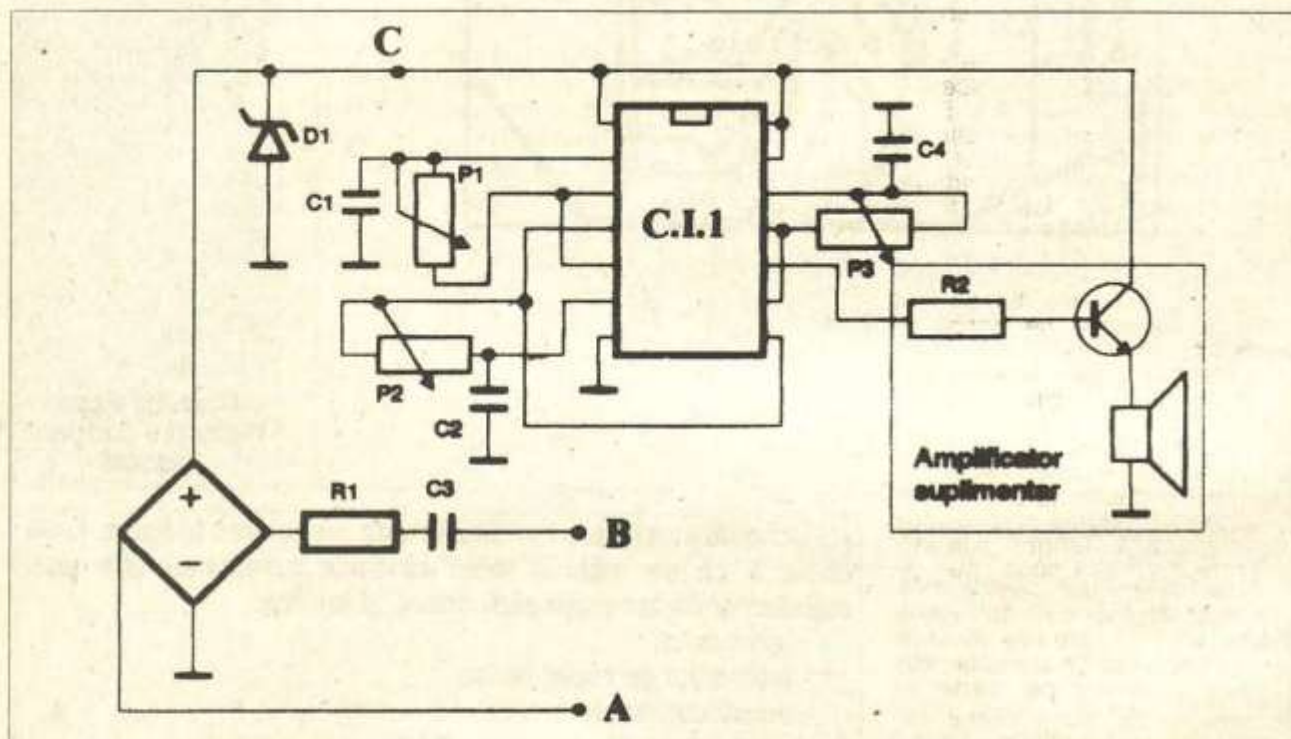 C
D1
P1
C4
C1
C.I.1
P3
R2
P2
C2
Amplificator
suplimentar
+
R1
C3
B
−
A